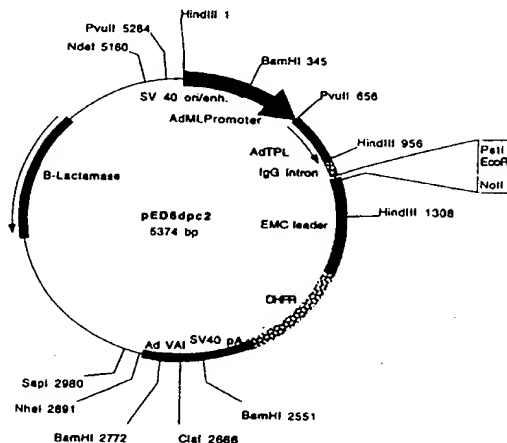 HindIII 1
PvuII 5284
NdeI 5160
BamHI 345
PvuII 656
SV 40 ori/enh.
AdMLPromoter
AdTPL
HindIII 956
IgG Intron
PstI
EcoRI
NotI
B-Lactamase
pED6dpc2
5374 bp
EMC leader
HindIII 1308
DHFR
SV40 pA
Ad VAI
SapI 2980
NheI 2891
BamHI 2772
ClaI 2666
BamHI 2551